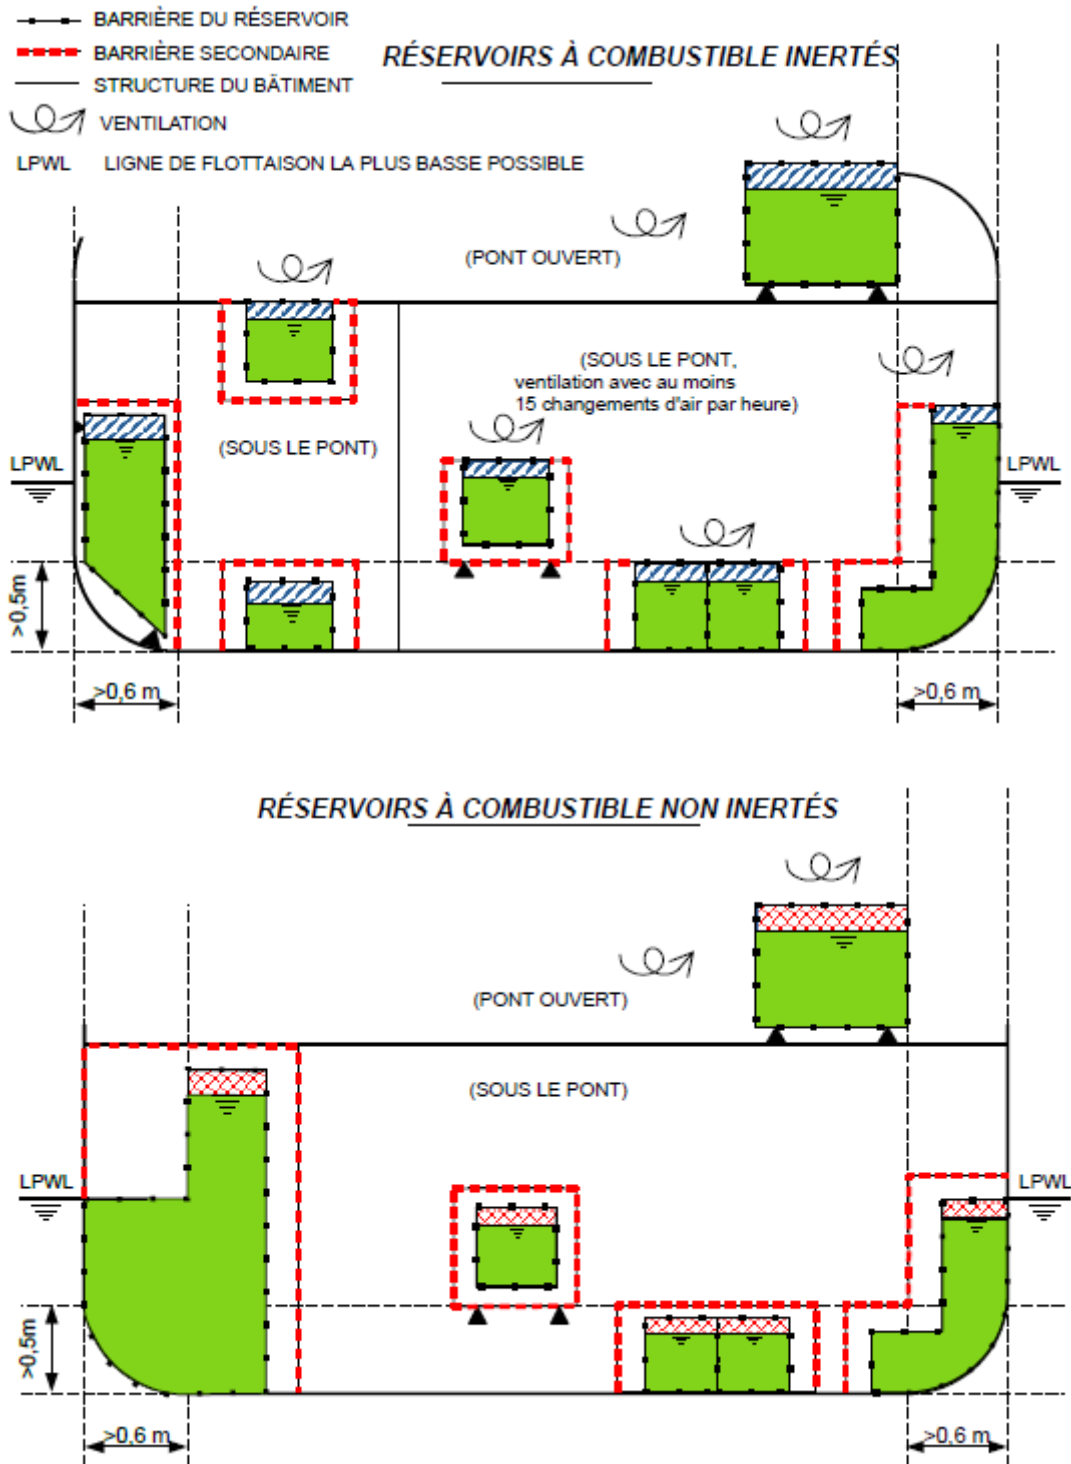 BARRIÈRE DU RÉSERVOIR
BARRIÈRE SECONDAIRE
RÉSERVOIRS À COMBUSTIBLE INERTÉS
STRUCTURE DU BÂTIMENT
VENTILATION
LPWL LIGNE DE FLOTTAISON LA PLUS BASSE POSSIBLE
(PONT OUVERT)
(SOUS LE PONT,
ventilation avec au moins
15 changements d'air par heure)
(SOUS LE PONT)
LPWL
LPWL
>0,5m
>0,6 m
>0,6 m
RÉSERVOIRS À COMBUSTIBLE NON INERTÉS
(PONT OUVERT)
(SOUS LE PONT)
LPWL
LPWL
>0,5m
>0,6 m
>0,6 m